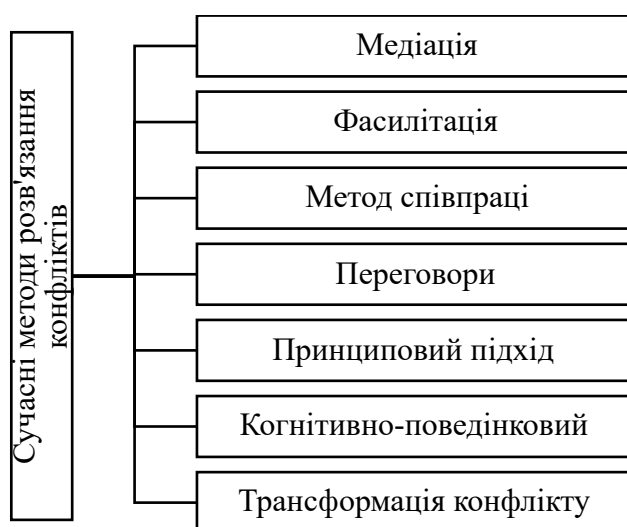 Сучасні методи розв'язання
конфліктів
Медіація
Фасилітація
Метод співпраці
Переговори
Принциповий підхід
Когнітивно-поведінковий
Трансформація конфлікту